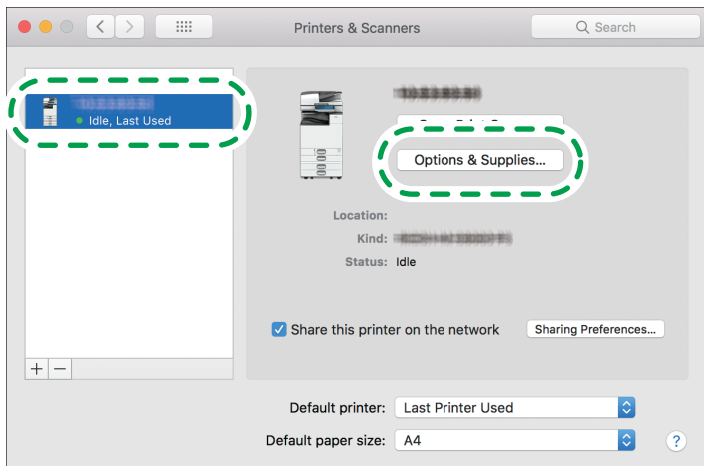 Printers & Scanners
Search
Idle, Last Used
Options & Supplies...
Location:
Kind:
Status: Idle
Share this printer on the network
Sharing Preferences...
Default printer: Last Printer Used
Default paper size: A4
?